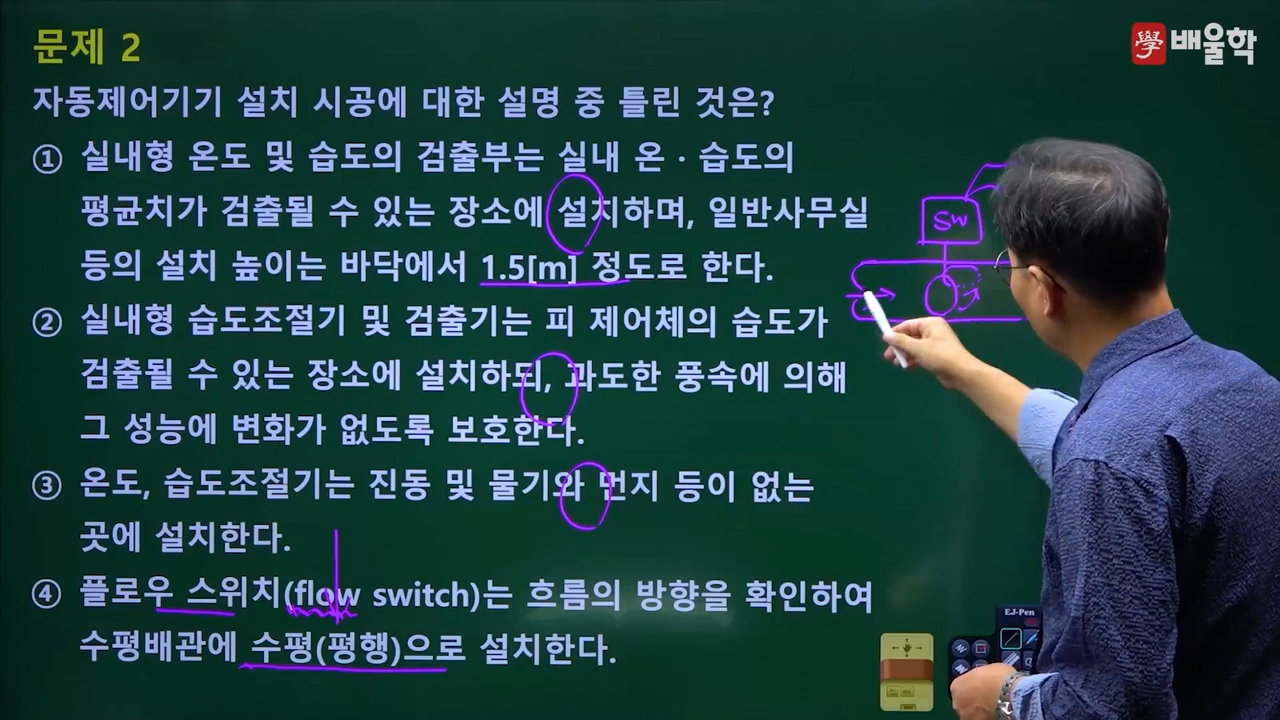 문제 2
學 배울학
자동제어기기 설치 시공에 대한 설명 중 틀린 것은?
① 실내형 온도 및 습도의 검출부는 실내 온 · 습도의
평균치가 검출될 수 있는 장소에 설치하며, 일반사무실
등의 설치 높이는 바닥에서 1.5[m] 정도로 한다.
② 실내형 습도조절기 및 검출기는 피 제어체의 습도가
검출될 수 있는 장소에 설치하되, 과도한 풍속에 의해
그 성능에 변화가 없도록 보호한다.
③ 온도, 습도조절기는 진동 및 물기와 먼지 등이 없는
곳에 설치한다.
④ 플로우 스위치(flow switch)는 흐름의 방향을 확인하여
수평배관에 수평(평행)으로 설치한다.
SW
EJ-Pen